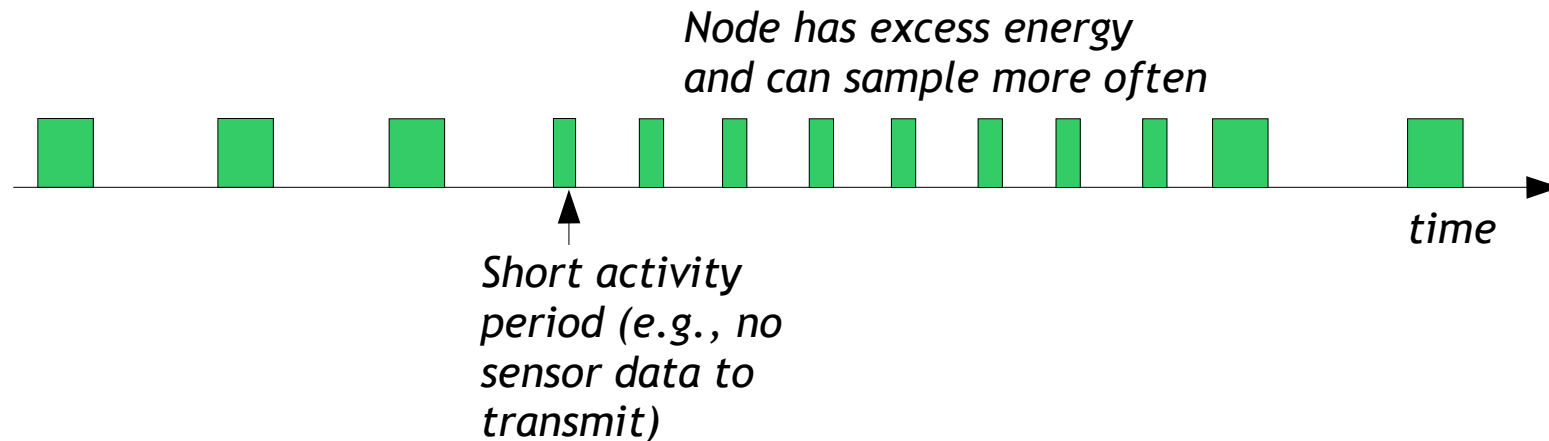 Node has excess energy
and can sample more often
time
Short activity
period (e.g., no
sensor data to
transmit)